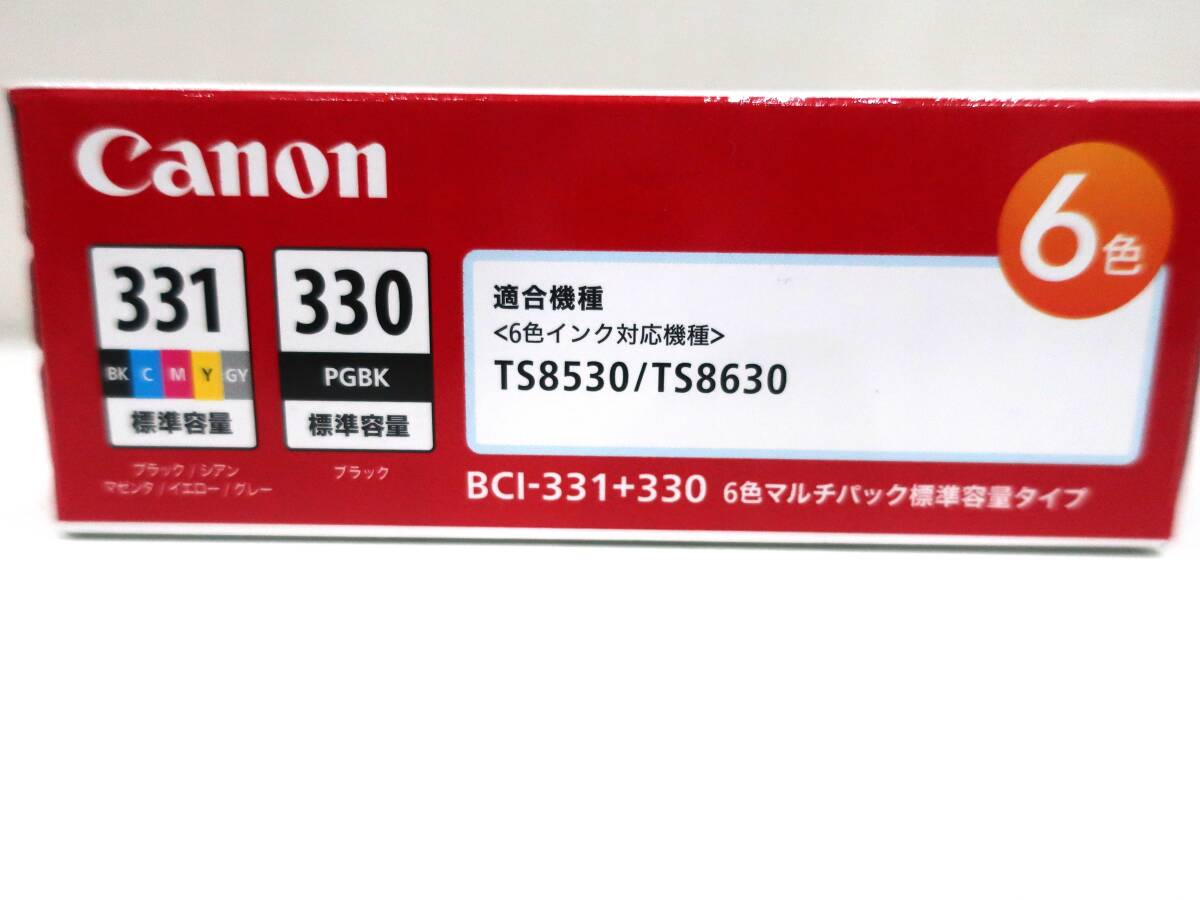 Canon
6色
331
BK C M Y GY
標準容量
ブラック / シアン
マゼンタ / イエロー / グレー
330
PGBK
標準容量
ブラック
適合機種
<6色インク対応機種>
TS8530/TS8630
BCI-331+330 6色マルチパック標準容量タイプ